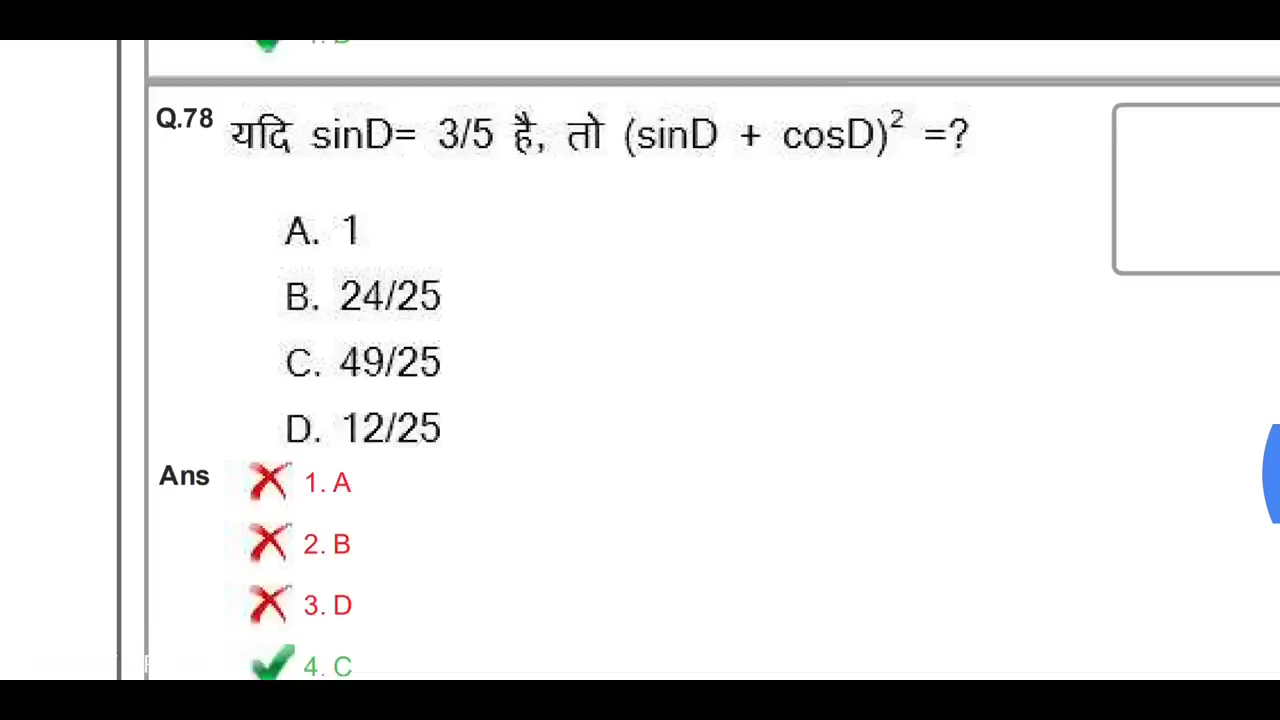 Q.78 यदि sinD= 3/5 है, तो (sinD + cosD)² =?
A. 1
B. 24/25
C. 49/25
D. 12/25
Ans 1. A
2. B
3. D
4. C